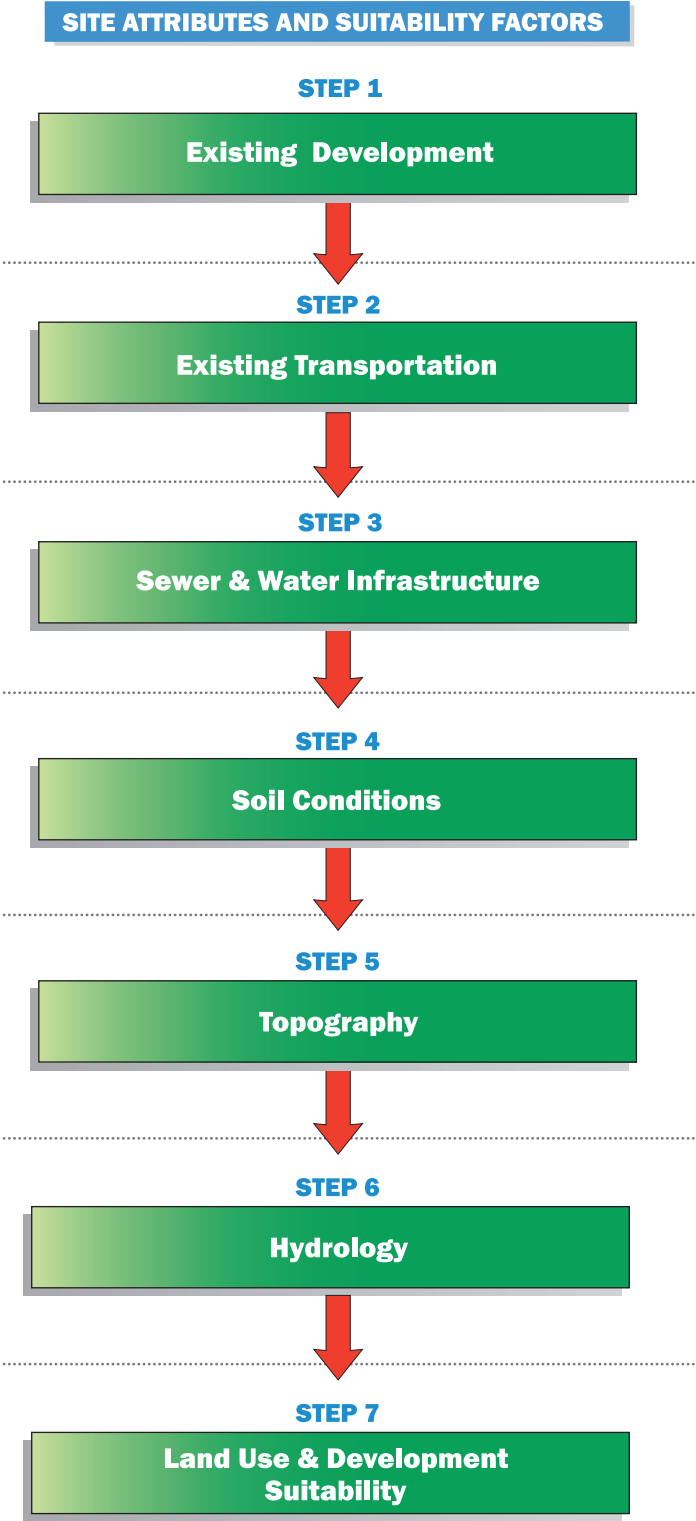 SITE ATTRIBUTES AND SUITABILITY FACTORS
STEP 1
Existing Development
STEP 2
Existing Transportation
STEP 3
Sewer & Water Infrastructure
STEP 4
Soil Conditions
STEP 5
Topography
STEP 6
Hydrology
STEP 7
Land Use & Development
Suitability